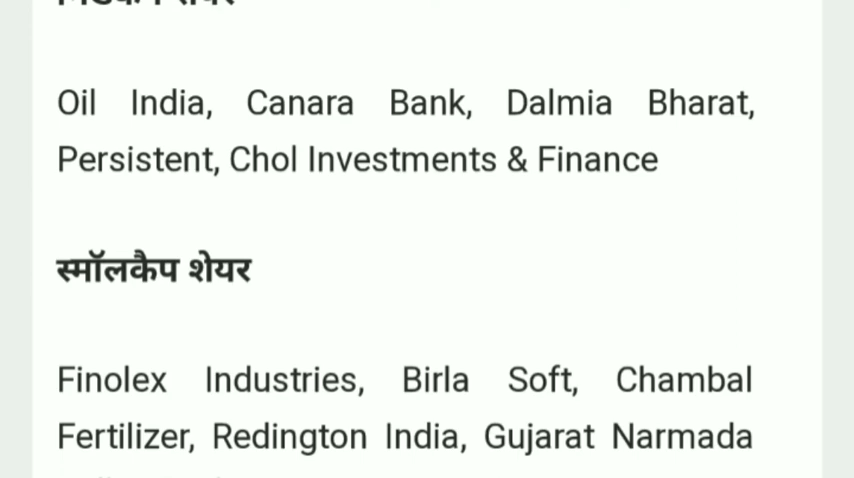 Oil India, Canara Bank, Dalmia Bharat,
Persistent, Chol Investments & Finance
स्मॉलकैप शेयर
Finolex Industries, Birla Soft, Chambal
Fertilizer, Redington India, Gujarat Narmada